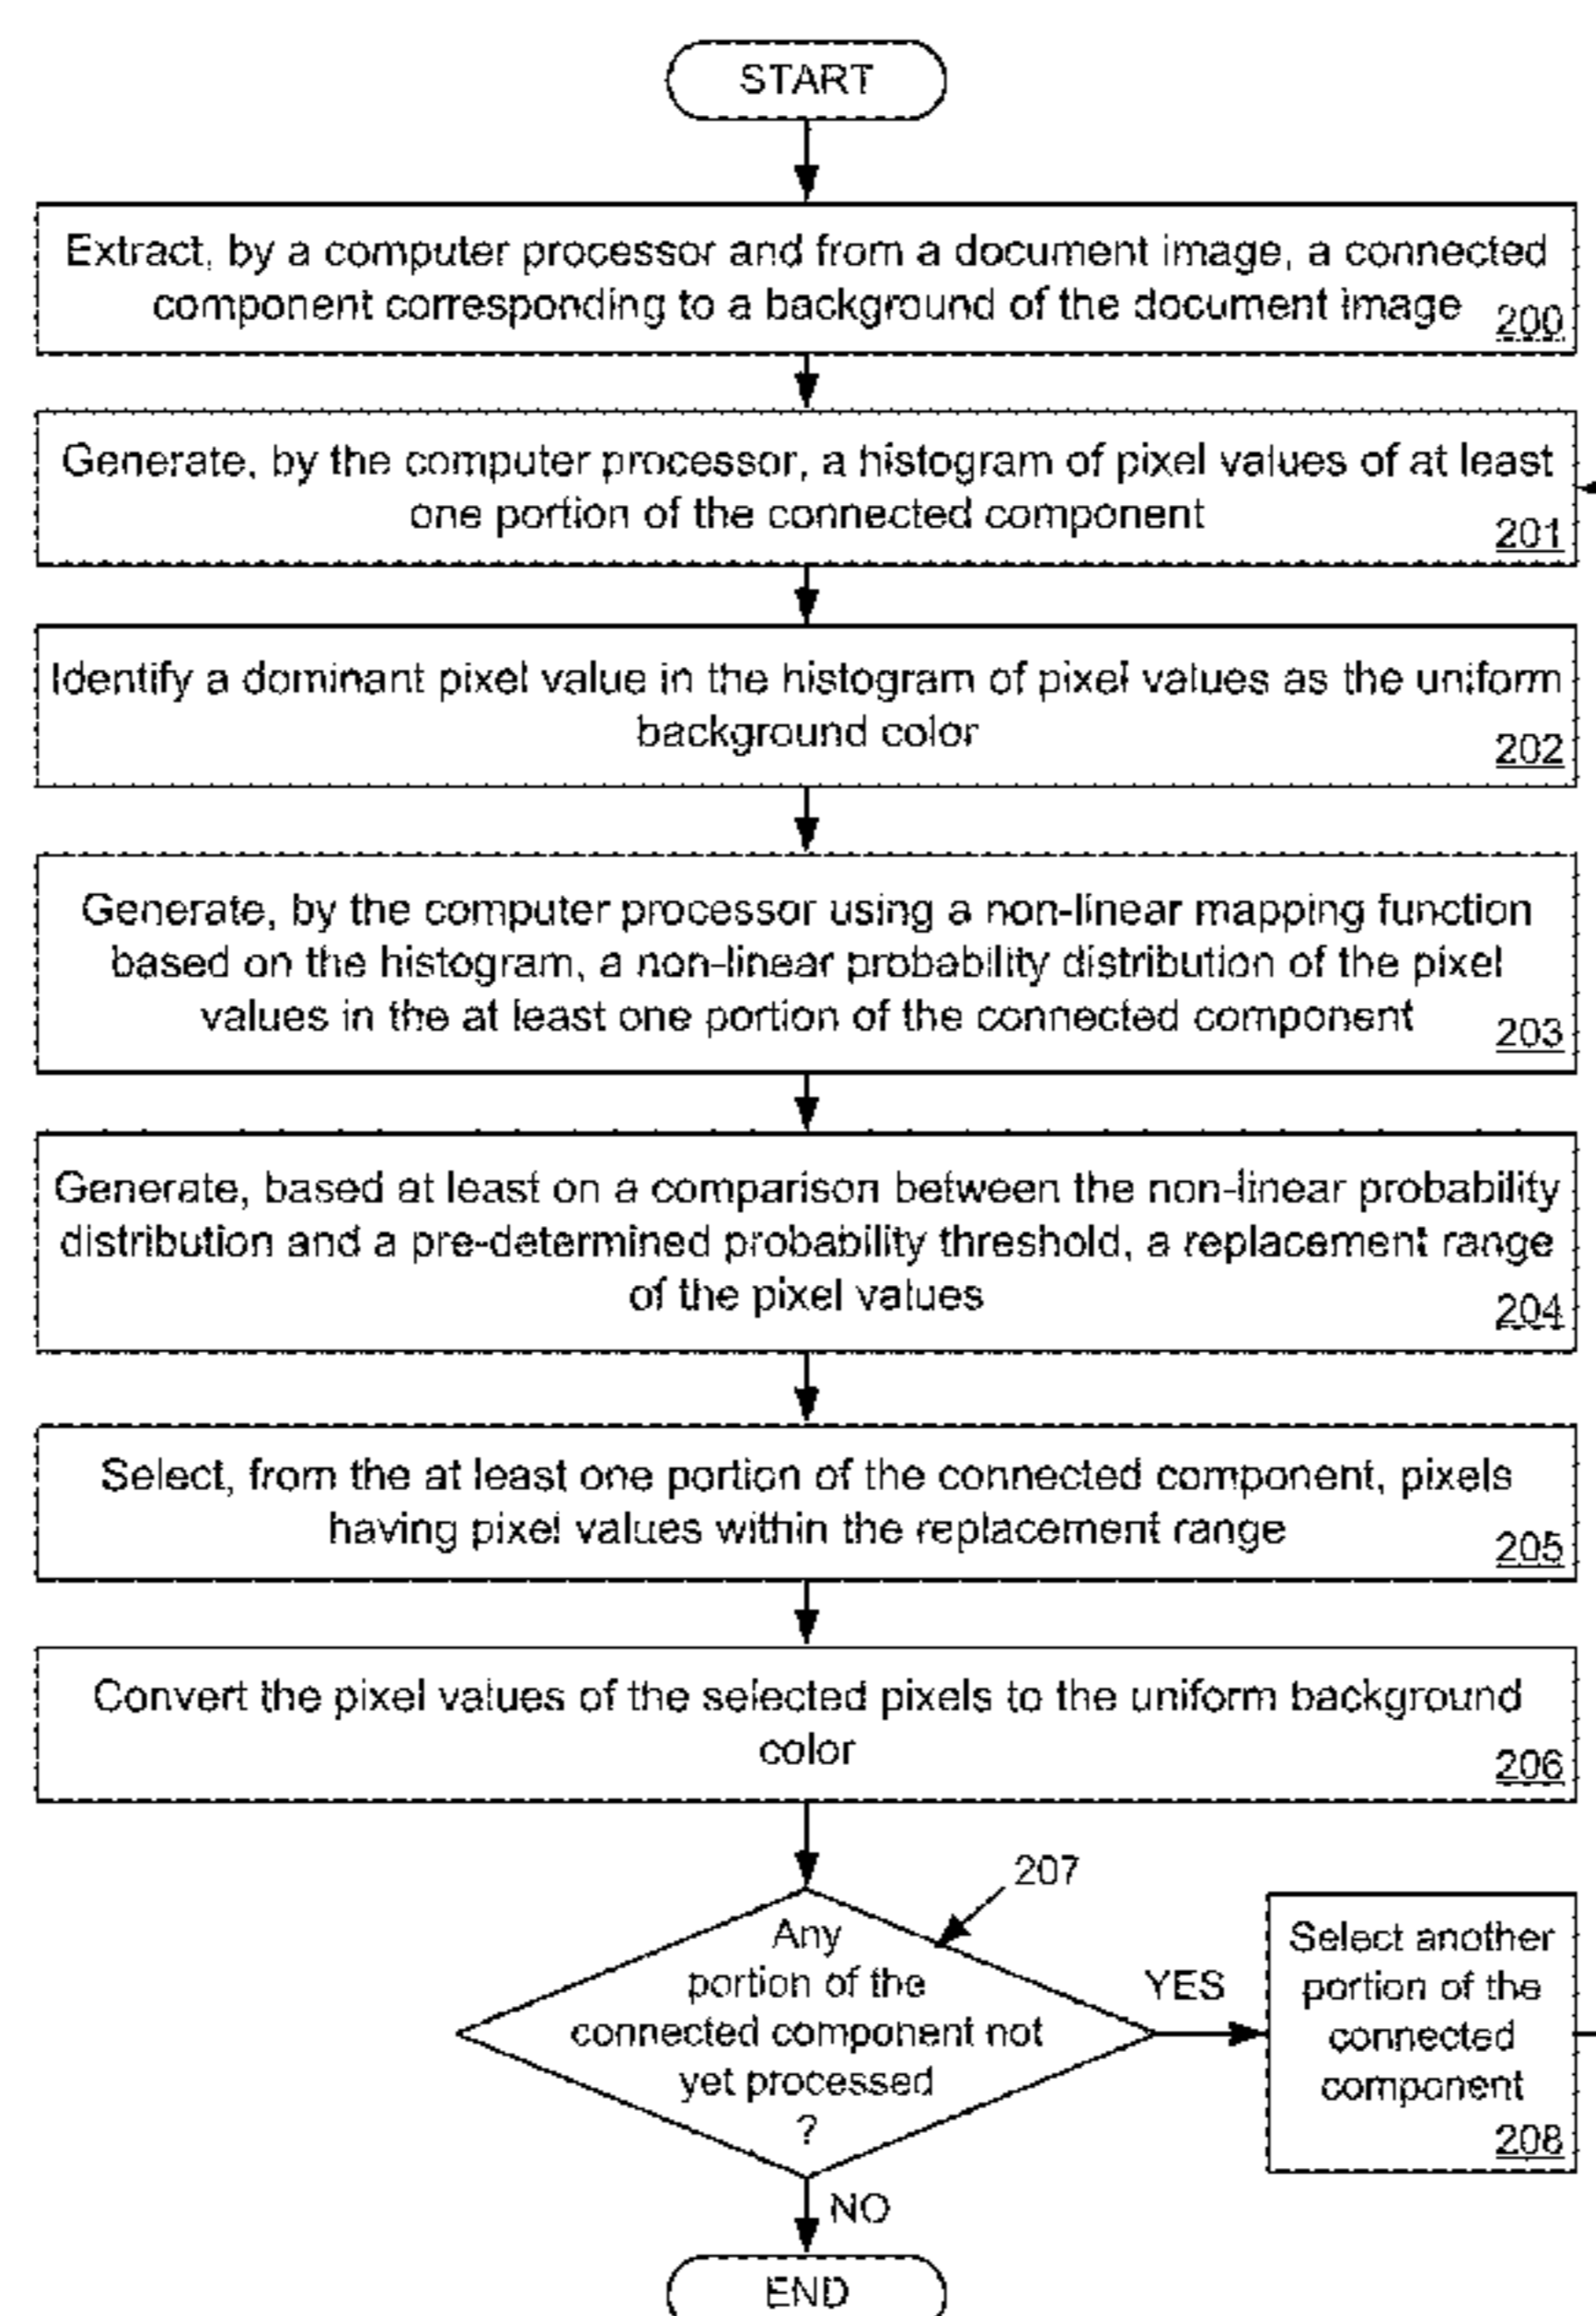 START
Extract, by a computer processor and from a document image, a connected
component corresponding to a background of the document image
200
Generate, by the computer processor, a histogram of pixel values of at least
one portion of the connected component
201
Identify a dominant pixel value in the histogram of pixel values as the uniform
background color
202
Generate, by the computer processor using a non-linear mapping function
based on the histogram, a non-linear probability distribution of the pixel
values in the at least one portion of the connected component
203
Generate, based at least on a comparison between the non-linear probability
distribution and a pre-determined probability threshold, a replacement range
of the pixel values
204
Select, from the at least one portion of the connected component, pixels
having pixel values within the replacement range
205
Convert the pixel values of the selected pixels to the uniform background
color
206
207
Any
portion of the
connected component not
yet processed
?
YES
Select another
portion of the
connected
component
208
NO
END